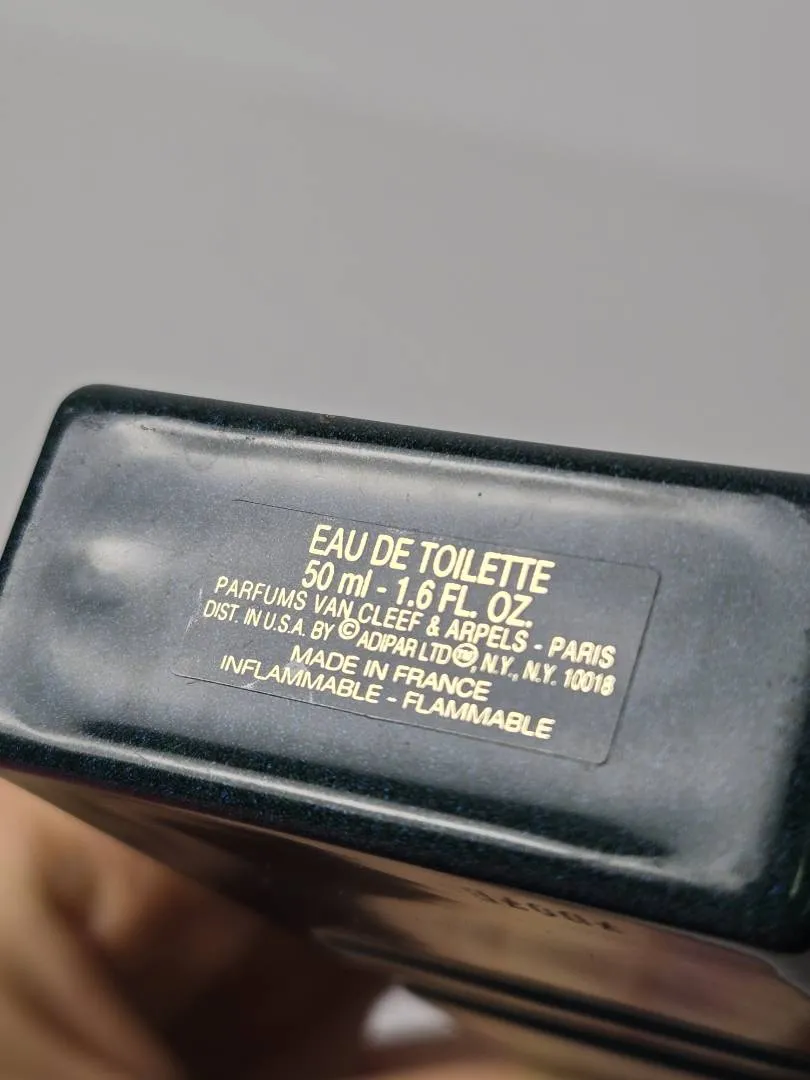 EAU DE TOILETTE
50 ml - 1.6 FL. OZ.
PARFUMS VAN CLEEF & ARPELS - PARIS
DIST. IN U.S.A. BY © ADIPAR LTD™, N.Y., N.Y. 10018
MADE IN FRANCE
INFLAMMABLE - FLAMMABLE